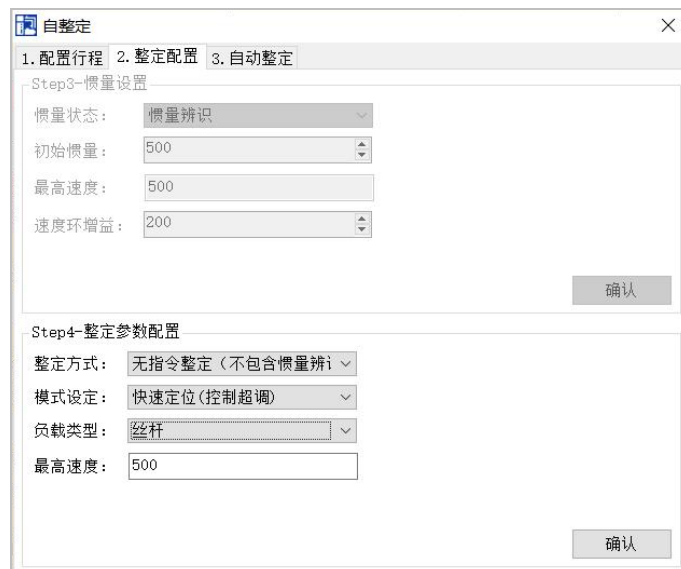 自整定
1.配置行程 2.整定配置 3.自动整定
Step3-惯量设置
惯量状态： 惯量辨识
初始惯量： 500
最高速度： 500
速度环增益： 200
确认
Step4-整定参数配置
整定方式： 无指令整定（不包含惯量辨
模式设定： 快速定位(控制超调)
负载类型： 丝杆
最高速度： 500
确认